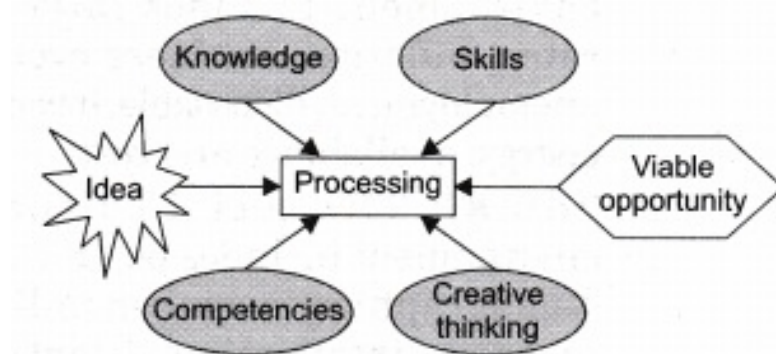 Knowledge
Skills
Idea
Processing
Viable
opportunity
Competencies
Creative
thinking